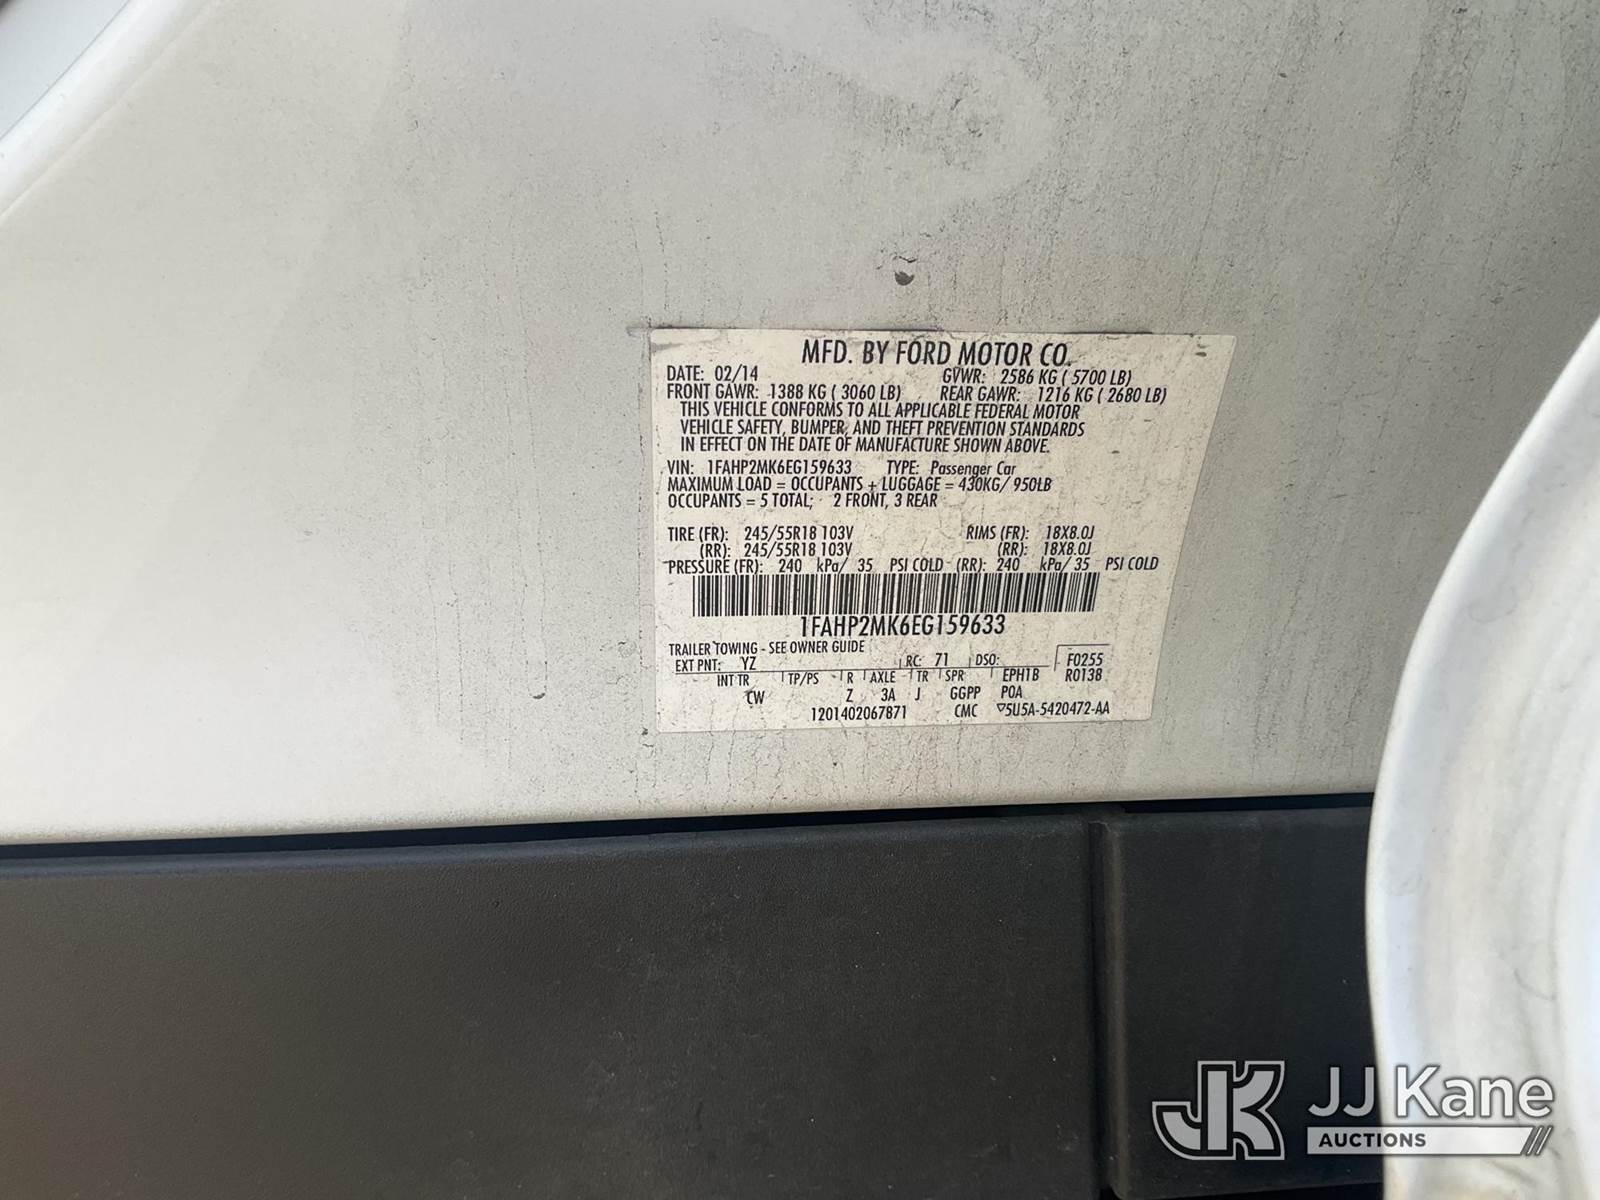 MFD. BY FORD MOTOR CO.
DATE: 02/14 GVWR: 2586 KG ( 5700 LB)
FRONT GAWR: 1388 KG ( 3060 LB) REAR GAWR: 1216 KG ( 2680 LB)
THIS VEHICLE CONFORMS TO ALL APPLICABLE FEDERAL MOTOR
VEHICLE SAFETY, BUMPER, AND THEFT PREVENTION STANDARDS
IN EFFECT ON THE DATE OF MANUFACTURE SHOWN ABOVE.
VIN: 1FAHP2MK6EG159633 TYPE: Passenger Car
MAXIMUM LOAD = OCCUPANTS + LUGGAGE = 430KG/ 950LB
OCCUPANTS = 5 TOTAL; 2 FRONT, 3 REAR
TIRE (FR): 245/55R18 103V RIMS (FR): 18X8.0J
(RR): 245/55R18 103V (RR): 18X8.0J
PRESSURE (FR): 240 kPa/ 35 PSI COLD (RR): 240 kPa/ 35 PSI COLD
1FAHP2MK6EG159633
TRAILER TOWING - SEE OWNER GUIDE
EXT PNT: YZ RC: 71 DSO: F0255
INT TR TP/PS R AXLE TR SPR EPH1B R0138
CW Z 3A J GGPP POA
1201402067871 CMC ▽5U5A-5420472-AA
JK JJ Kane
AUCTIONS